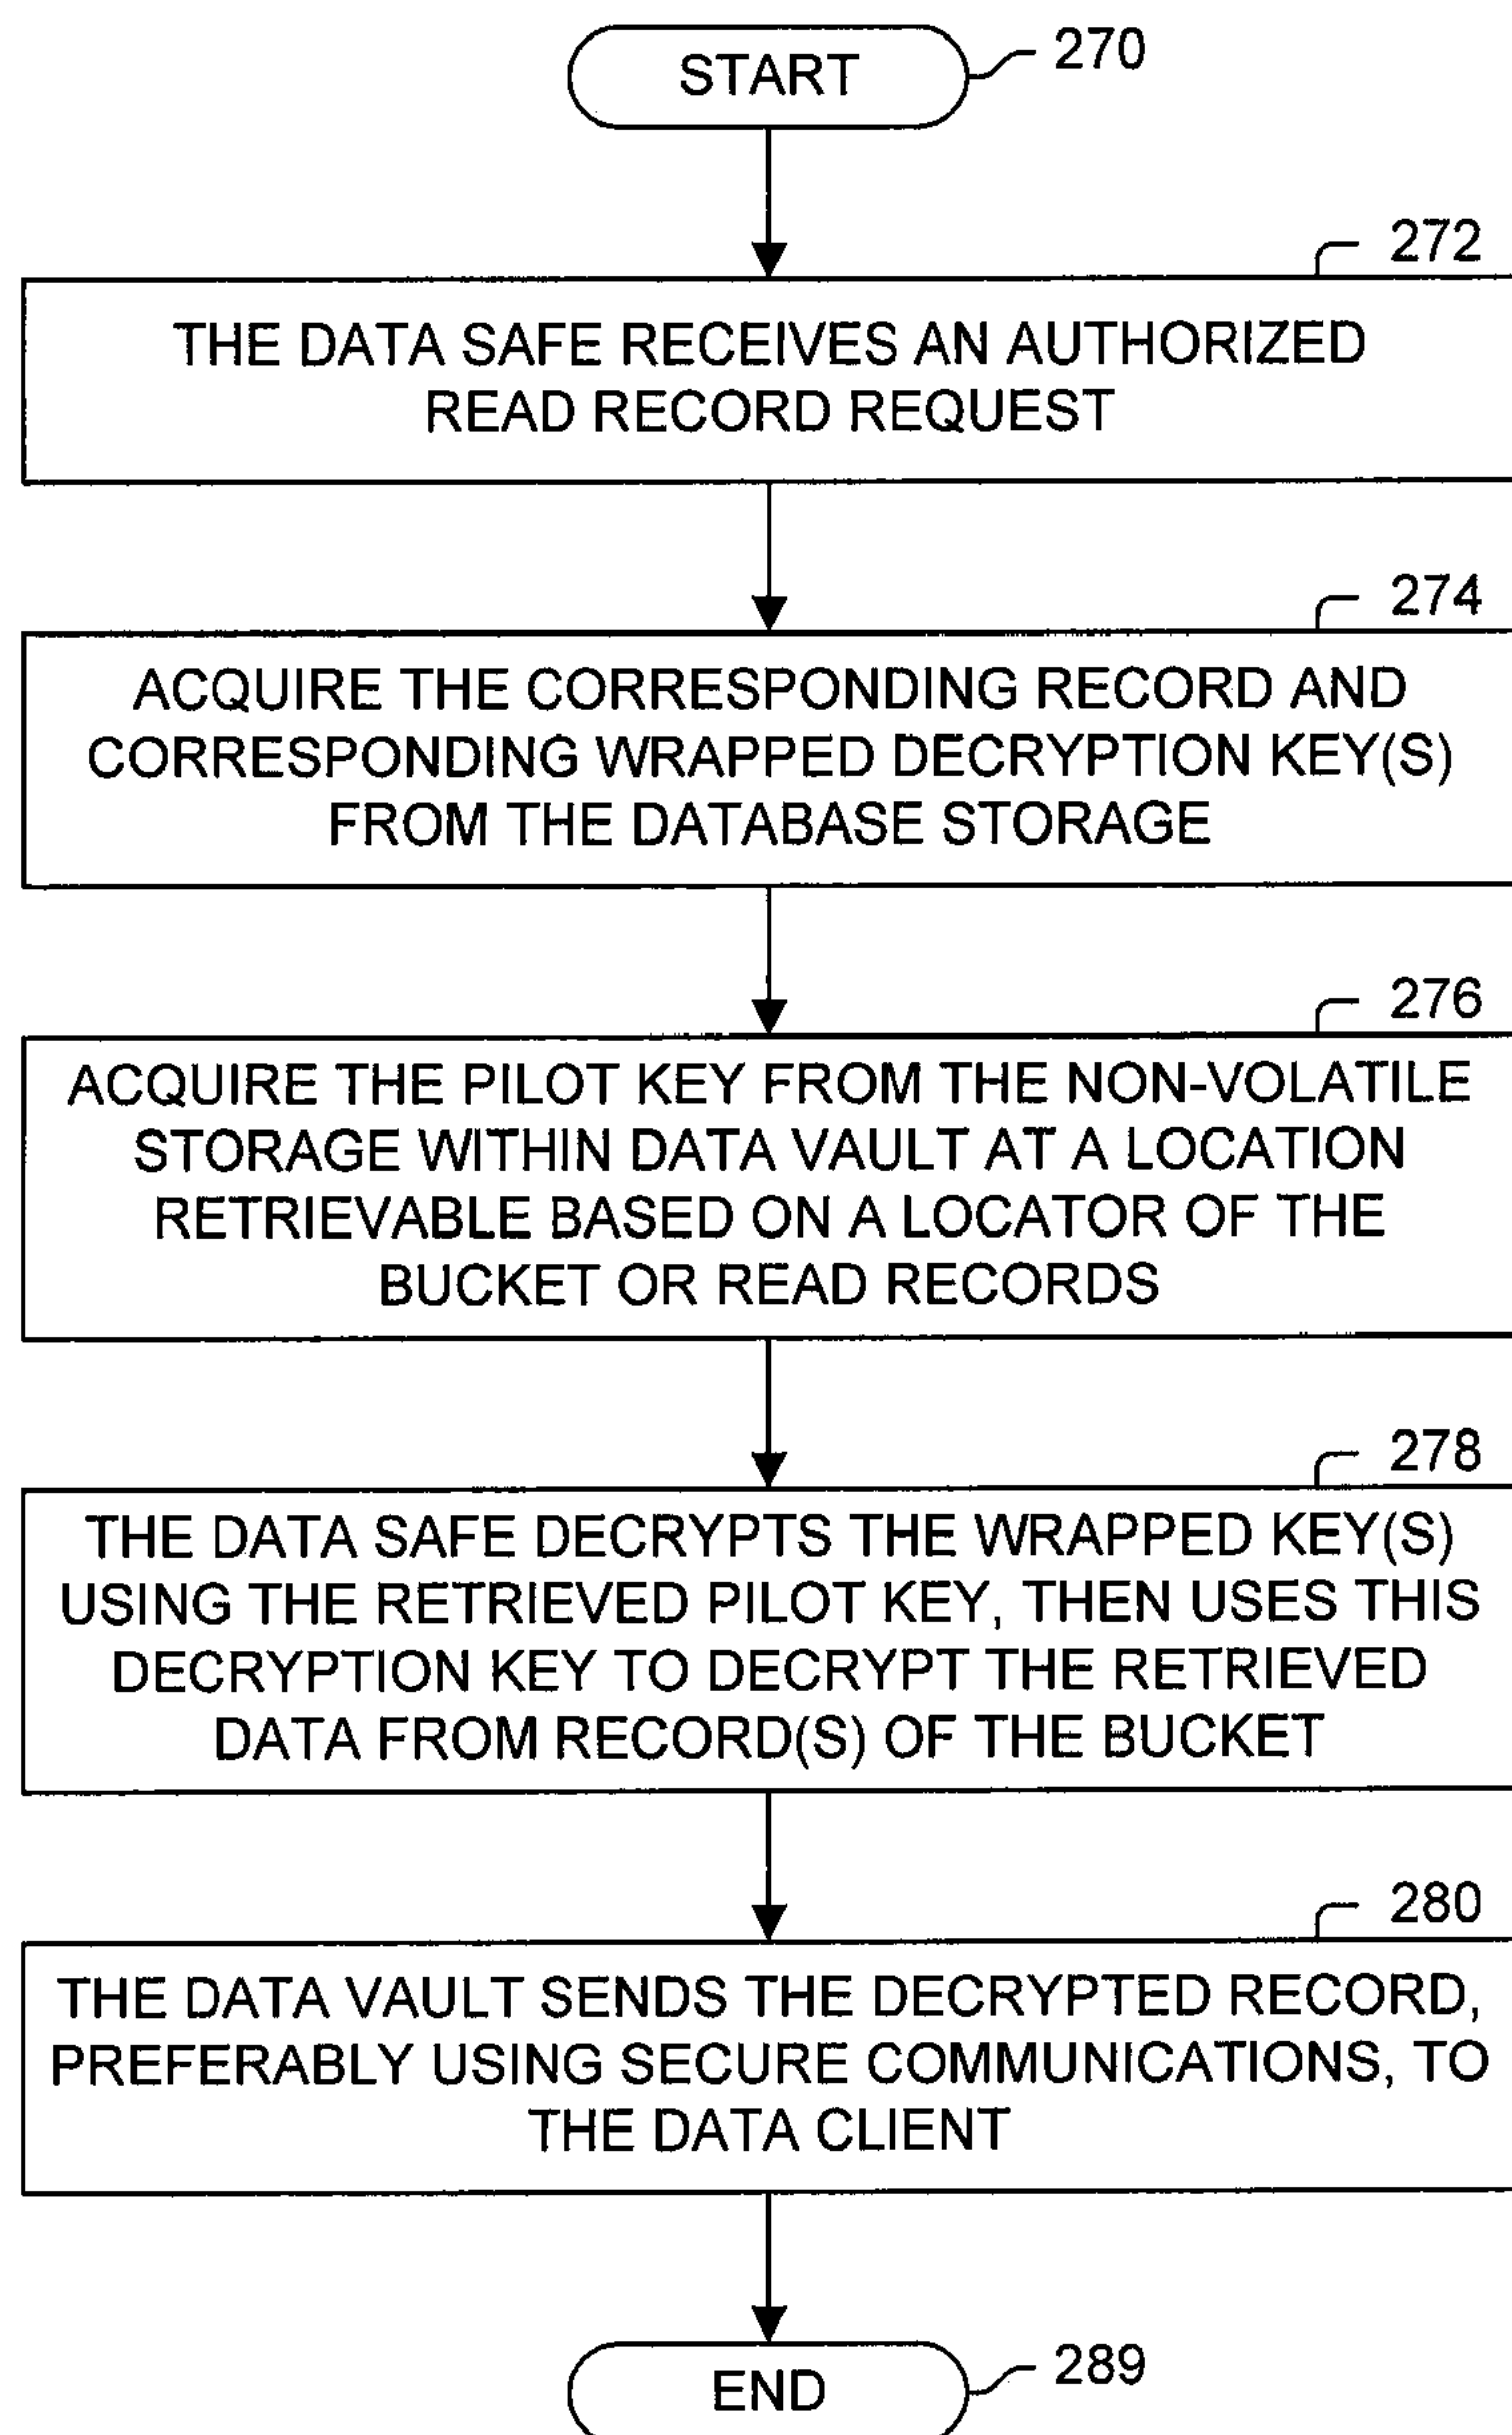 START
270
272
THE DATA SAFE RECEIVES AN AUTHORIZED
READ RECORD REQUEST
274
ACQUIRE THE CORRESPONDING RECORD AND
CORRESPONDING WRAPPED DECRYPTION KEY(S)
FROM THE DATABASE STORAGE
276
ACQUIRE THE PILOT KEY FROM THE NON-VOLATILE
STORAGE WITHIN DATA VAULT AT A LOCATION
RETRIEVABLE BASED ON A LOCATOR OF THE
BUCKET OR READ RECORDS
278
THE DATA SAFE DECRYPTS THE WRAPPED KEY(S)
USING THE RETRIEVED PILOT KEY, THEN USES THIS
DECRYPTION KEY TO DECRYPT THE RETRIEVED
DATA FROM RECORD(S) OF THE BUCKET
280
THE DATA VAULT SENDS THE DECRYPTED RECORD,
PREFERABLY USING SECURE COMMUNICATIONS, TO
THE DATA CLIENT
END
289